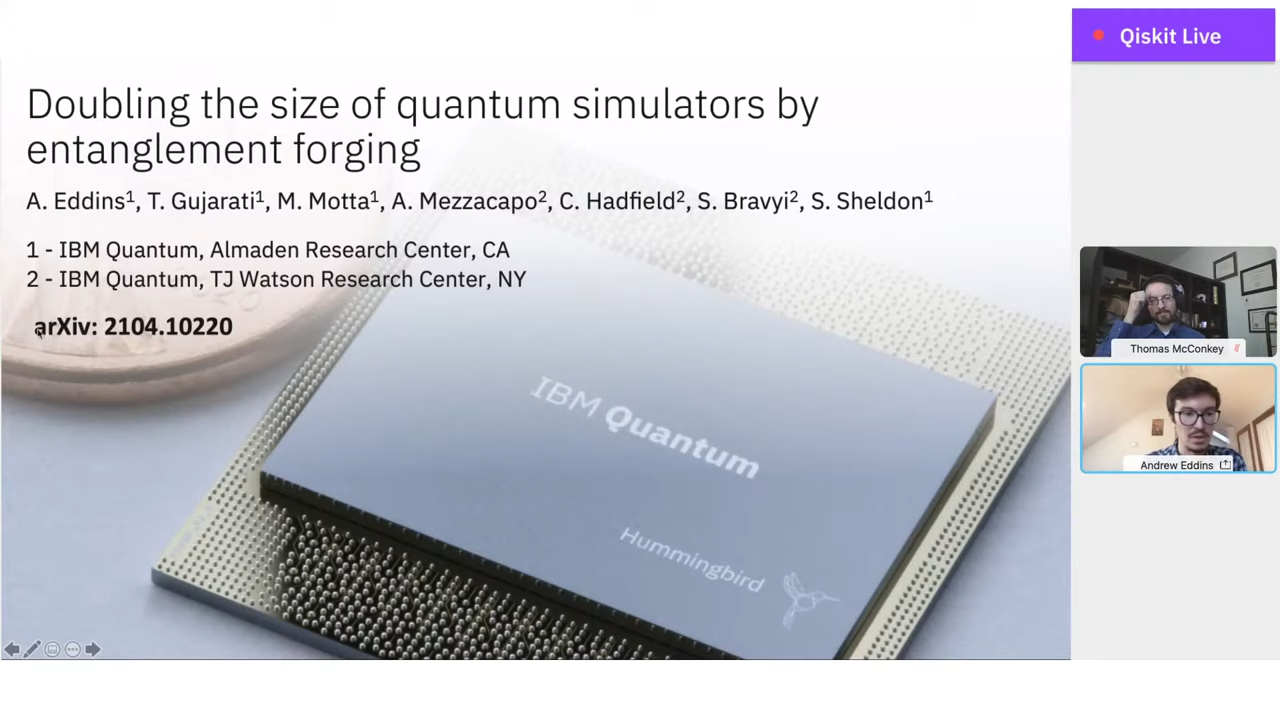 Doubling the size of quantum simulators by
entanglement forging
A. Eddins¹, T. Gujarati¹, M. Motta¹, A. Mezzacapo², C. Hadfield², S. Bravyi², S. Sheldon¹
1 - IBM Quantum, Almaden Research Center, CA
2 - IBM Quantum, TJ Watson Research Center, NY
arXiv: 2104.10220
IBM Quantum
Hummingbird
Qiskit Live
Thomas McConkey
Andrew Eddins